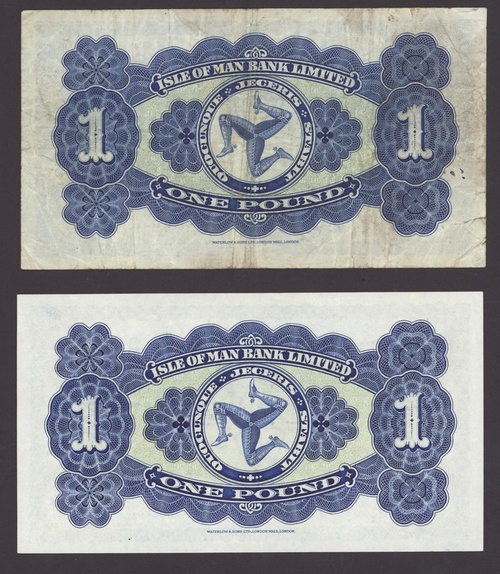 ISLE OF MAN BANK LIMITED
1
QUOCUNQUE · JECERIS · STABIT
1
ONE POUND
WATERLOW & SONS LTD. LONDON WALL, LONDON.
ISLE OF MAN BANK LIMITED
1
QUOCUNQUE · JECERIS · STABIT
1
ONE POUND
WATERLOW & SONS LTD. LONDON WALL, LONDON.